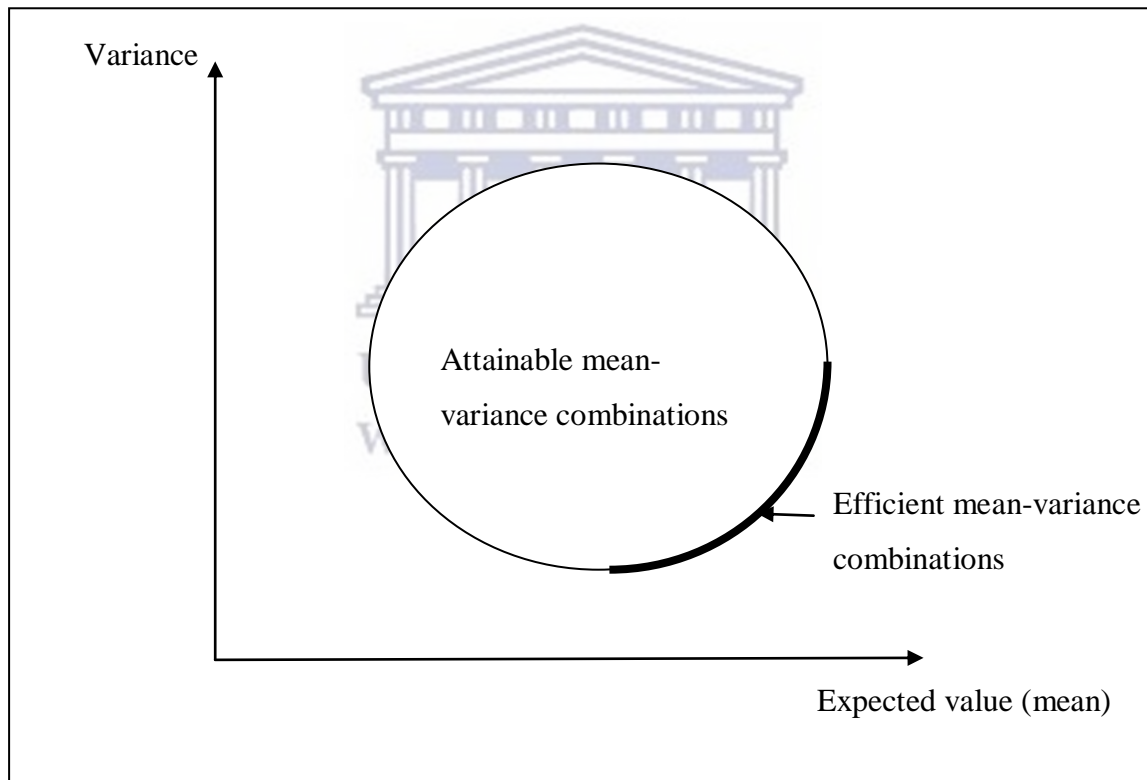 Variance
Attainable mean-
variance combinations
Efficient mean-variance
combinations
Expected value (mean)